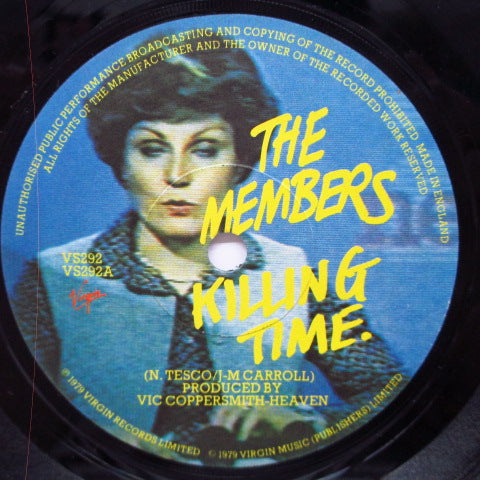 UNAUTHORISED PUBLIC PERFORMANCE BROADCASTING AND COPYING OF THE RECORD PROHIBITED MADE IN ENGLAND
ALL RIGHTS OF THE MANUFACTURER AND THE OWNER OF THE RECORDED WORK RESERVED
THE
MEMBERS
VS292
VS292A
Virgin
KILLING
TIME.
(N. TESCO/J-M CARROLL)
PRODUCED BY
VIC COPPERSMITH-HEAVEN
℗ 1979 VIRGIN RECORDS LIMITED © 1979 VIRGIN MUSIC (PUBLISHERS) LIMITED